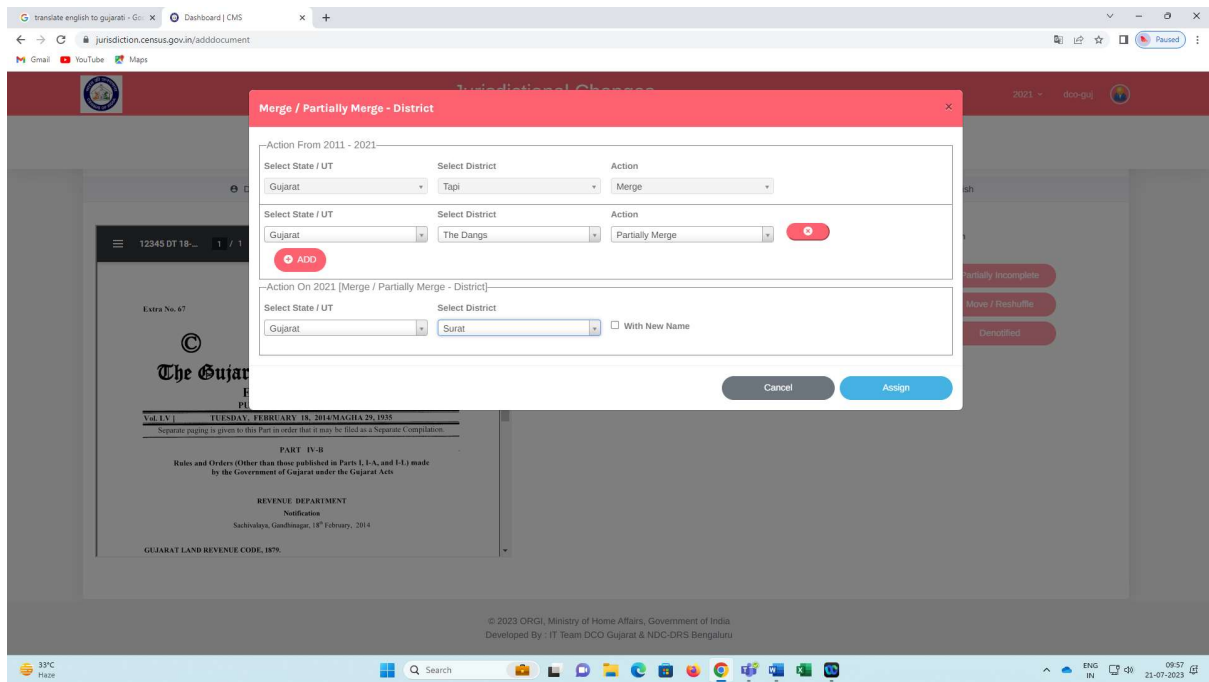 translate english to gujarati - Go
Dashboard | CMS
jurisdiction.census.gov.in/adddocument
Paused
Gmail
YouTube
Maps
2021
dco-guj
Merge / Partially Merge - District
Action From 2011 - 2021
Select State / UT
Select District
Action
Gujarat
Tapi
Merge
Select State / UT
Select District
Action
Gujarat
The Dangs
Partially Merge
ADD
Action On 2021 [Merge / Partially Merge - District]
Select State / UT
Select District
Gujarat
Surat
With New Name
Cancel
Assign
12345 DT 18-...
1 / 1
Partially Incomplete
Move / Reshuffle
Denotified
Extra No. 67
©
The Gujar
Vol. LV ]
TUESDAY, FEBRUARY 18, 2014/MAGHA 29, 1935
Separate paging is given to this Part in order that it may be filed as a Separate Compilation.
PART IV-B
Rules and Orders (Other than those published in Parts I, I-A, and I-L) made
by the Government of Gujarat under the Gujarat Acts
REVENUE DEPARTMENT
Notification
Sachivalaya, Gandhinagar, 18th February, 2014
GUJARAT LAND REVENUE CODE, 1879.
© 2023 ORGI, Ministry of Home Affairs, Government of India
Developed By : IT Team DCO Gujarat & NDC-DRS Bengaluru
33°C
Haze
Search
ENG
IN
09:57
21-07-2023